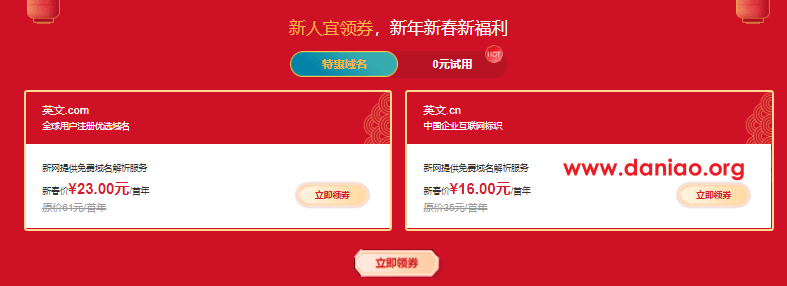 新人宜领券，新年新春新福利
特惠域名
0元试用
HOT
英文.com
全球用户注册优选域名
新网提供免费域名解析服务
新春价¥23.00元/首年
原价61元/首年
立即领券
英文.cn
中国企业互联网标识
新网提供免费域名解析服务
新春价¥16.00元/首年
原价35元/首年
立即领券
www.daniao.org
立即领券